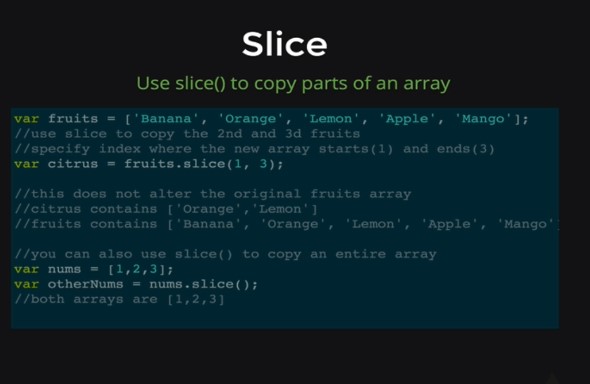 Slice
Use slice() to copy parts of an array
var fruits = ['Banana', 'Orange', 'Lemon', 'Apple', 'Mango'];
//use slice to copy the 2nd and 3d fruits
//specify index where the new array starts(1) and ends(3)
var citrus = fruits.slice(1, 3);
//this does not alter the original fruits array
//citrus contains ['Orange','Lemon']
//fruits contains ['Banana', 'Orange', 'Lemon', 'Apple', 'Mango']
//you can also use slice() to copy an entire array
var nums = [1,2,3];
var otherNums = nums.slice();
//both arrays are [1,2,3]